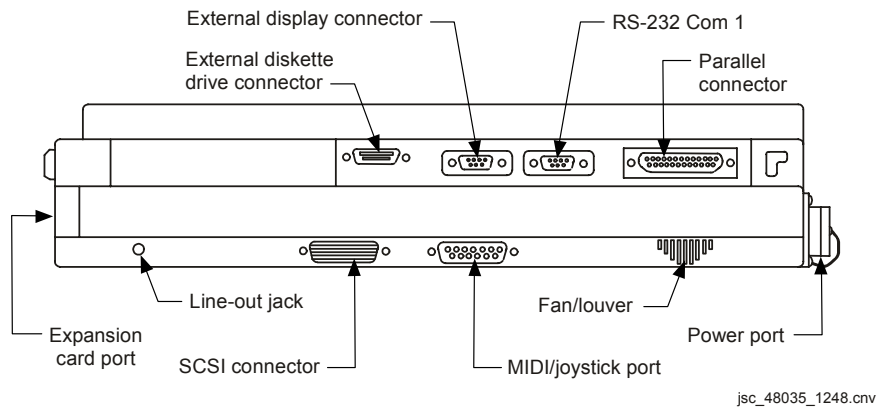 External display connector
RS-232 Com 1
External diskette
drive connector
Parallel
connector
Line-out jack
Fan/louver
Expansion
card port
Power port
SCSI connector
MIDI/joystick port
jsc_48035_1248.cnv